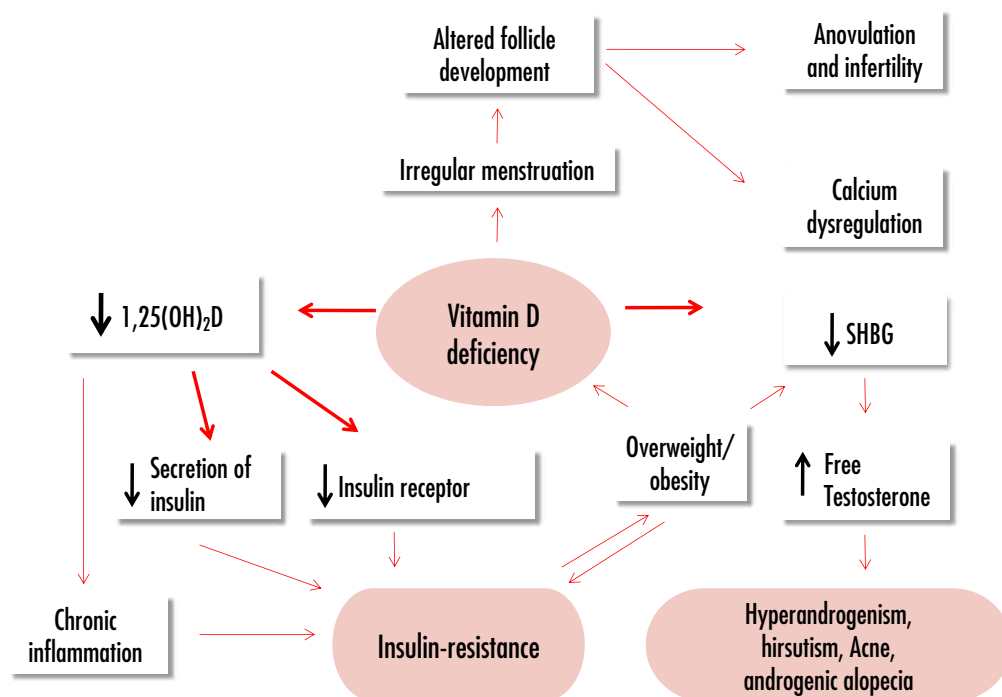 Altered follicle
development
Anovulation
and infertility
Irregular menstruation
Calcium
dysregulation
↓ 1,25(OH)₂D
Vitamin D
deficiency
↓ SHBG
↓ Secretion of
insulin
↓ Insulin receptor
Overweight/
obesity
↑ Free
Testosterone
Chronic
inflammation
Insulin-resistance
Hyperandrogenism,
hirsutism, Acne,
androgenic alopecia